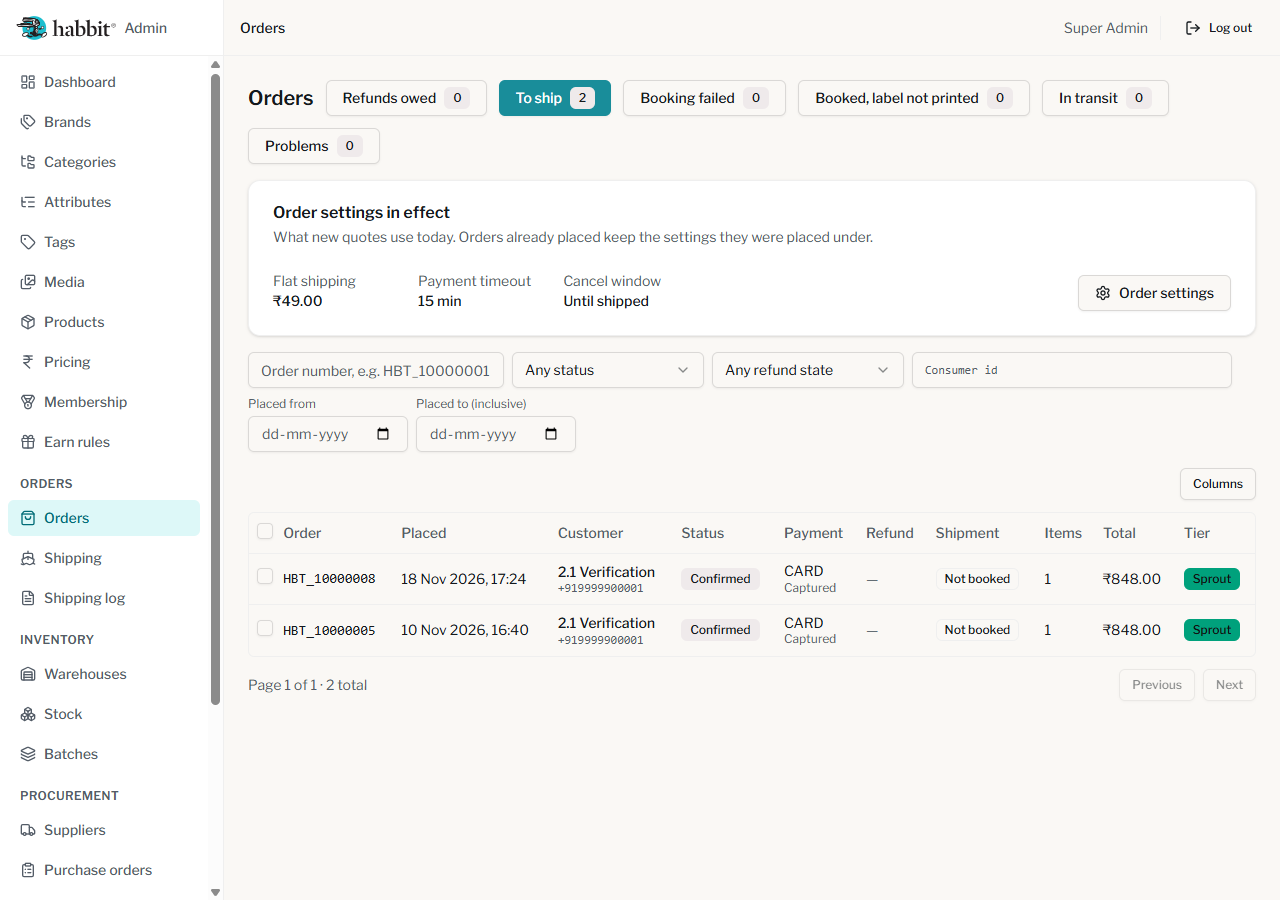 habbit® Admin
Orders
Super Admin
Log out
Dashboard
Brands
Categories
Attributes
Tags
Media
Products
Pricing
Membership
Earn rules
ORDERS
Orders
Shipping
Shipping log
INVENTORY
Warehouses
Stock
Batches
PROCUREMENT
Suppliers
Purchase orders
Orders
Refunds owed 0
To ship 2
Booking failed 0
Booked, label not printed 0
In transit 0
Problems 0
Order settings in effect
What new quotes use today. Orders already placed keep the settings they were placed under.
Flat shipping Payment timeout Cancel window
₹49.00 15 min Until shipped
Order settings
Order number, e.g. HBT_10000001 Any status Any refund state Consumer id
Placed from Placed to (inclusive)
dd-mm-yyyy dd-mm-yyyy
Columns
Order Placed Customer Status Payment Refund Shipment Items Total Tier
HBT_10000008 18 Nov 2026, 17:24 2.1 Verification Confirmed CARD — Not booked 1 ₹848.00 Sprout
+919999900001 Captured
HBT_10000005 10 Nov 2026, 16:40 2.1 Verification Confirmed CARD — Not booked 1 ₹848.00 Sprout
+919999900001 Captured
Page 1 of 1 · 2 total
Previous Next